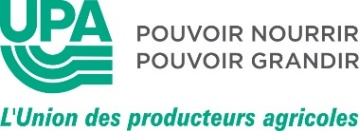 UPA
POUVOIR NOURRIR
POUVOIR GRANDIR
L'Union des producteurs agricoles